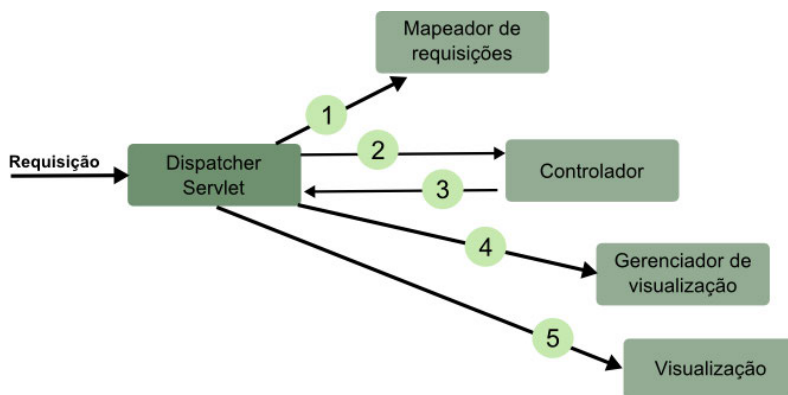 Mapeador de
requisições
1
2
Requisição
Dispatcher
Servlet
3
Controlador
4
Gerenciador de
visualização
5
Visualização